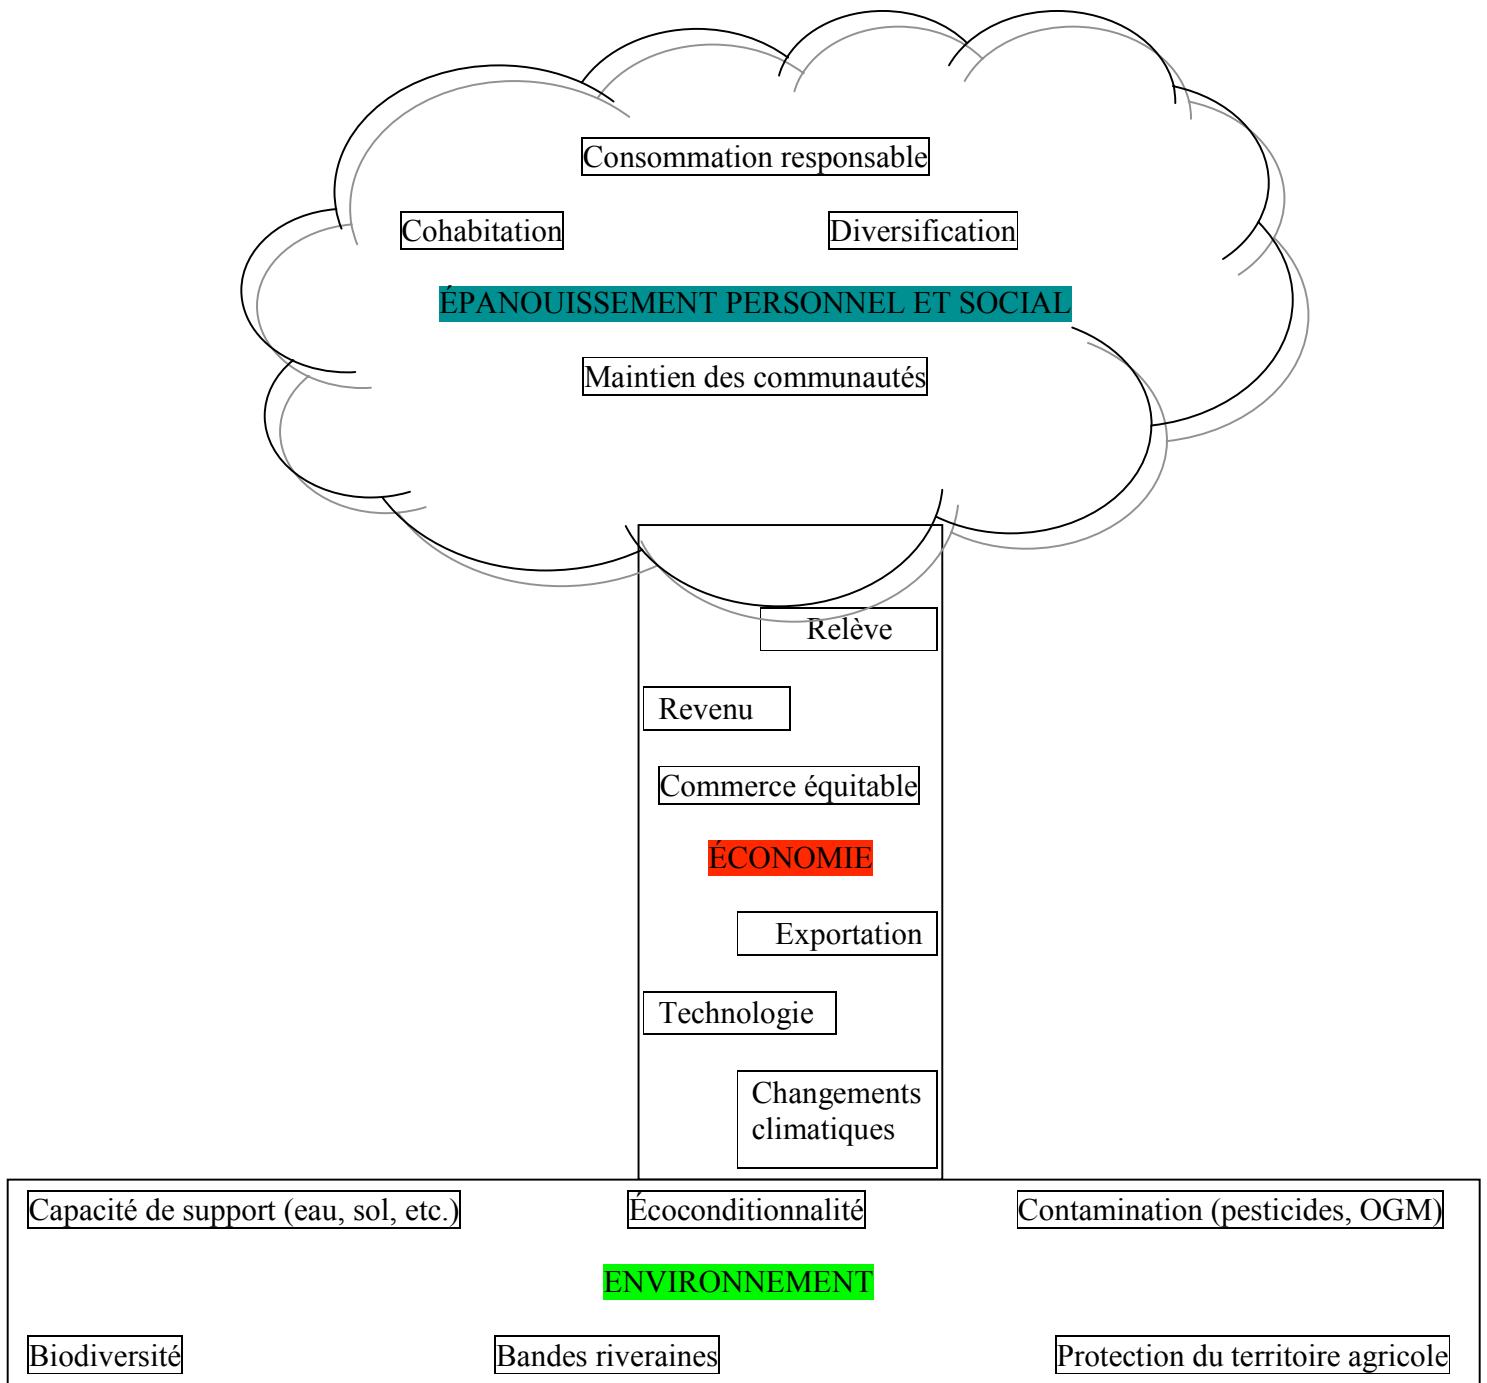 Consommation responsable
Cohabitation Diversification
ÉPANOUISSEMENT PERSONNEL ET SOCIAL
Maintien des communautés
Relève
Revenu
Commerce équitable
ÉCONOMIE
Exportation
Technologie
Changements
climatiques
Capacité de support (eau, sol, etc.) Écoconditionnalité Contamination (pesticides, OGM)
ENVIRONNEMENT
Biodiversité Bandes riveraines Protection du territoire agricole